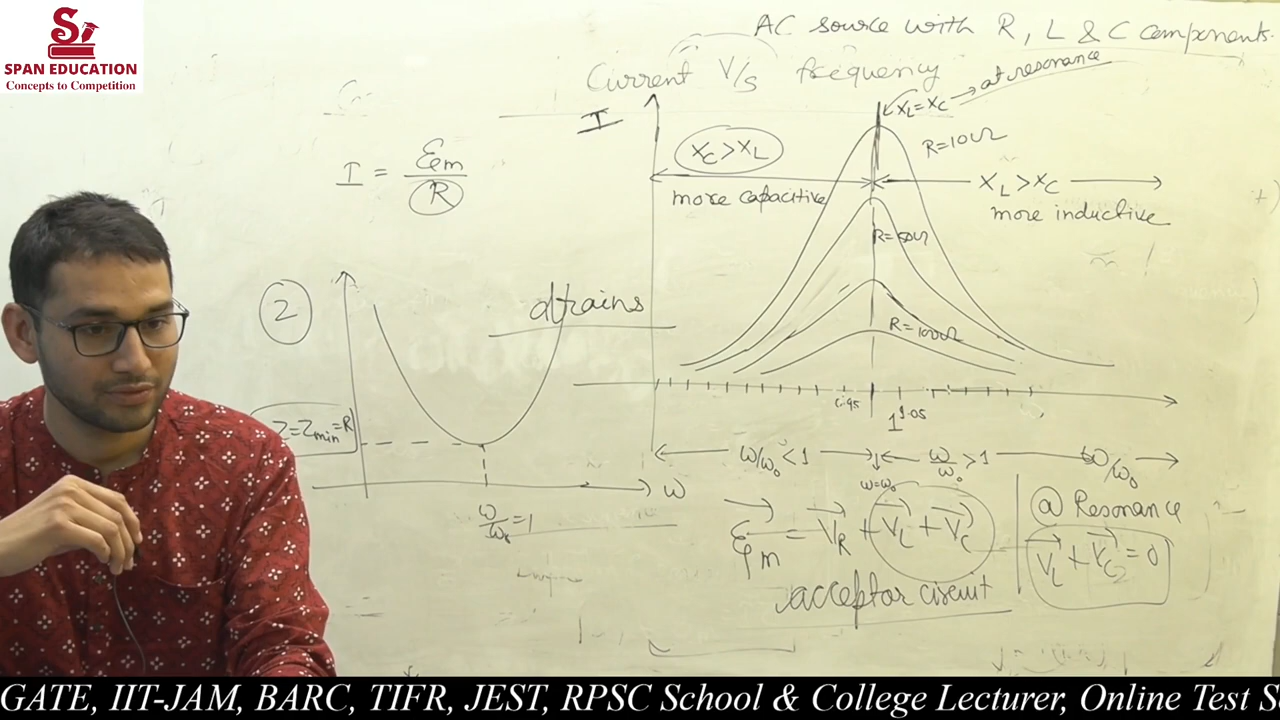 SPAN EDUCATION
Concepts to Competition
AC source with R, L & C components.
Current V/s frequency
I
X_L=X_C → at resonance
R=10Ω
X_C>X_L
more capacitive
X_L>X_C
more inductive
I = ℰm/R
R=50Ω
R=100Ω
2
dtrains
Z=Zmin=R
ω
ω/ω₀=1
0.95
1
1.05
ω/ω₀<1
ω=ω₀
ω/ω₀>1
ω/ω₀
ℰm = V_R + V_L + V_C
@ Resonance
V_L + V_C = 0
acceptor circuit
GATE, IIT-JAM, BARC, TIFR, JEST, RPSC School & College Lecturer, Online Test S